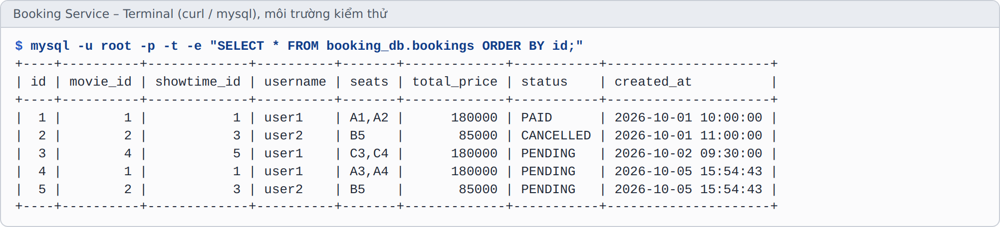 Booking Service – Terminal (curl / mysql), môi trường kiểm thử
$ mysql -u root -p -t -e "SELECT * FROM booking_db.bookings ORDER BY id;"
+----+----------+-------------+----------+-------+-------------+-----------+---------------------+
| id | movie_id | showtime_id | username | seats | total_price | status    | created_at          |
+----+----------+-------------+----------+-------+-------------+-----------+---------------------+
|  1 |        1 |           1 | user1    | A1,A2 |      180000 | PAID      | 2026-10-01 10:00:00 |
|  2 |        2 |           3 | user2    | B5    |       85000 | CANCELLED | 2026-10-01 11:00:00 |
|  3 |        4 |           5 | user1    | C3,C4 |      180000 | PENDING   | 2026-10-02 09:30:00 |
|  4 |        1 |           1 | user1    | A3,A4 |      180000 | PENDING   | 2026-10-05 15:54:43 |
|  5 |        2 |           3 | user2    | B5    |       85000 | PENDING   | 2026-10-05 15:54:43 |
+----+----------+-------------+----------+-------+-------------+-----------+---------------------+